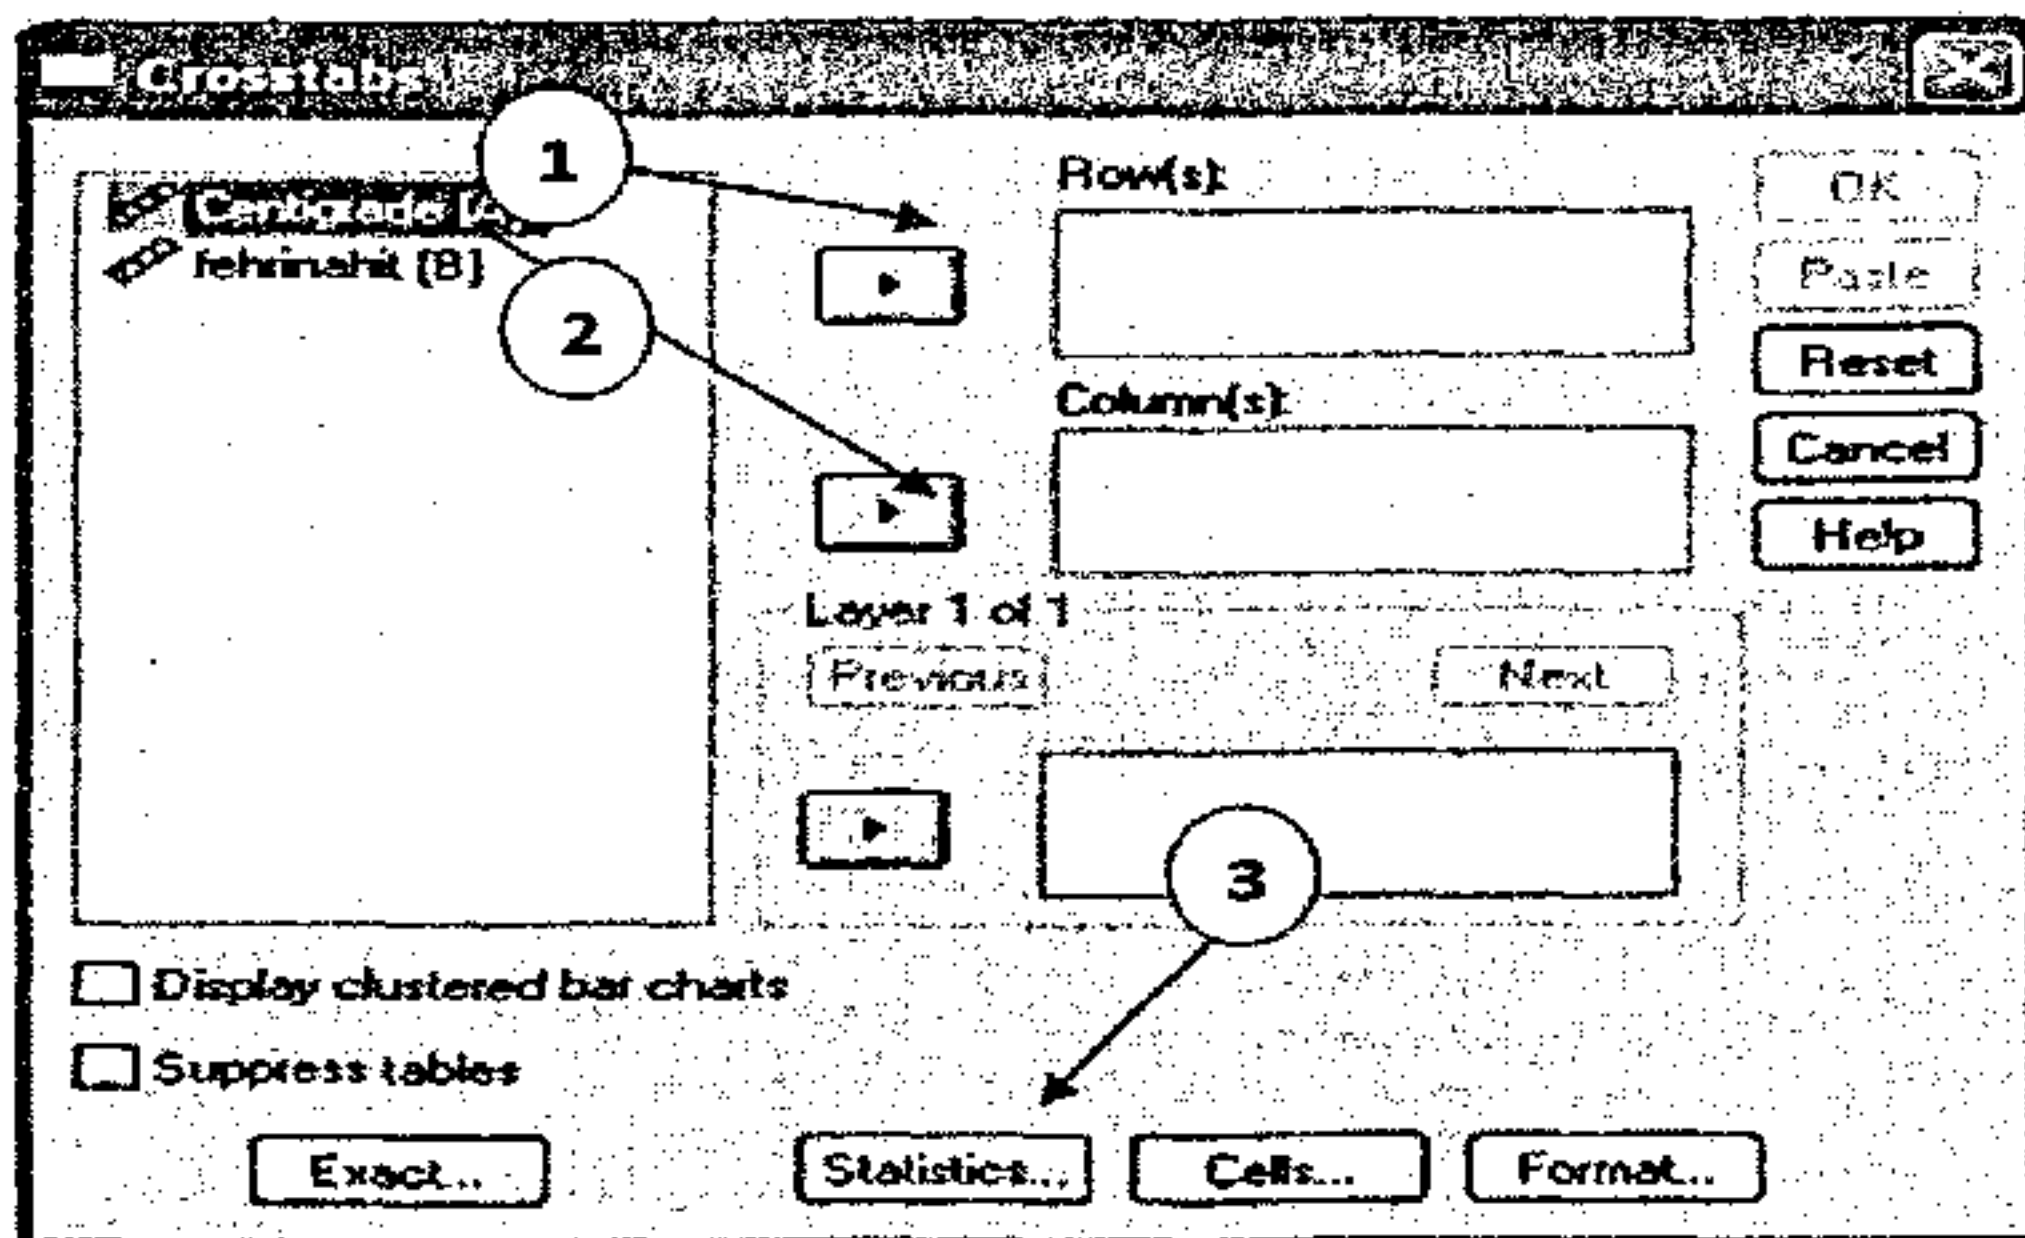 Crosstabs
1
Row(s):
OK
Centigrade [A]
fehrinahit [B]
Paste
2
Reset
Column(s):
Cancel
Help
Layer 1 of 1
Previous
Next
3
Display clustered bar charts
Suppress tables
Exact...
Statistics...
Cells...
Format...